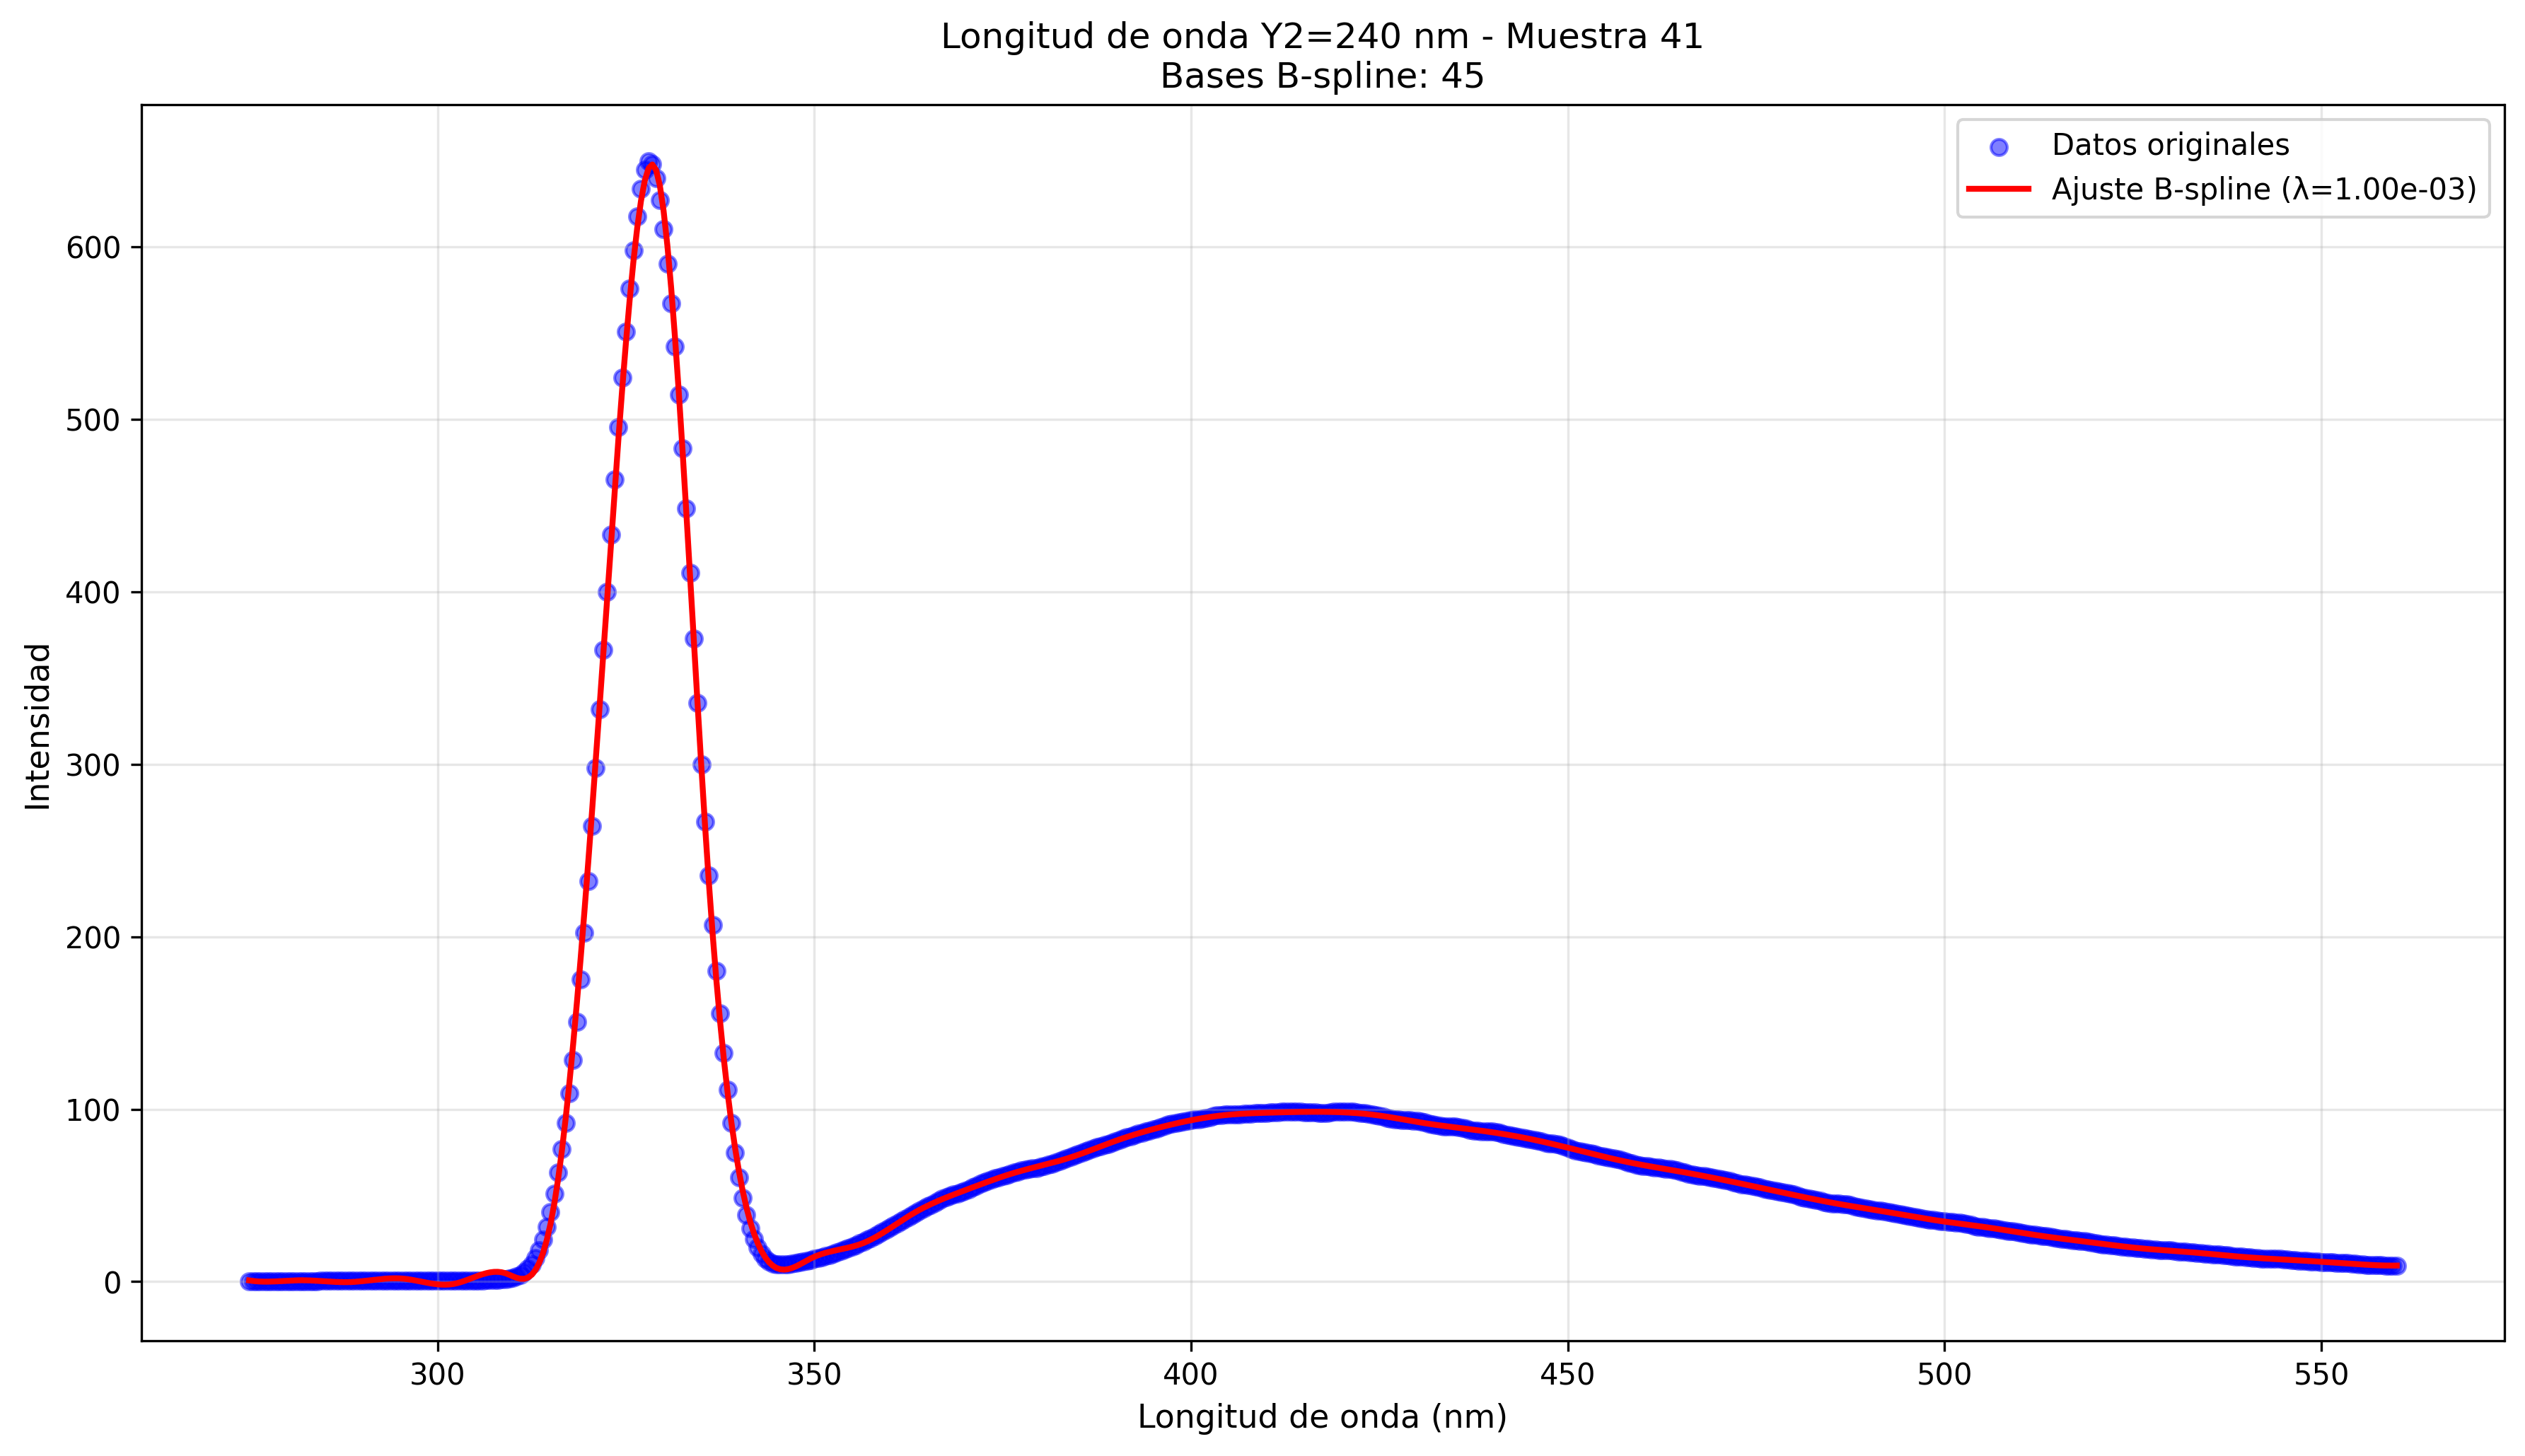 Longitud de onda Y2=240 nm - Muestra 41
Bases B-spline: 45
Datos originales
Ajuste B-spline (λ=1.00e-03)
Intensidad
600
500
400
300
200
100
0
300 350 400 450 500 550
Longitud de onda (nm)